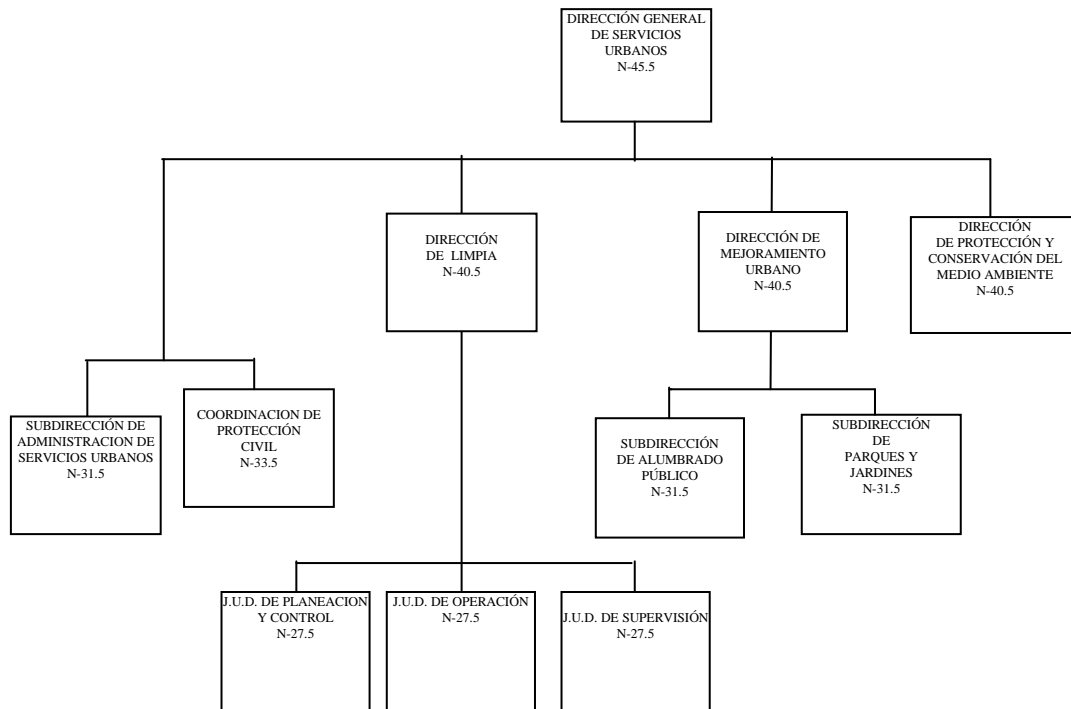 DIRECCIÓN GENERAL
DE SERVICIOS
URBANOS
N-45.5
DIRECCIÓN
DE LIMPIA
N-40.5
DIRECCIÓN DE
MEJORAMIENTO
URBANO
N-40.5
DIRECCIÓN
DE PROTECCIÓN Y
CONSERVACIÓN DEL
MEDIO AMBIENTE
N-40.5
SUBDIRECCIÓN DE
ADMINISTRACION DE
SERVICIOS URBANOS
N-31.5
COORDINACION DE
PROTECCIÓN
CIVIL
N-33.5
SUBDIRECCIÓN
DE ALUMBRADO
PÚBLICO
N-31.5
SUBDIRECCIÓN
DE
PARQUES Y
JARDINES
N-31.5
J.U.D. DE PLANEACION
Y CONTROL
N-27.5
J.U.D. DE OPERACIÓN
N-27.5
J.U.D. DE SUPERVISIÓN
N-27.5